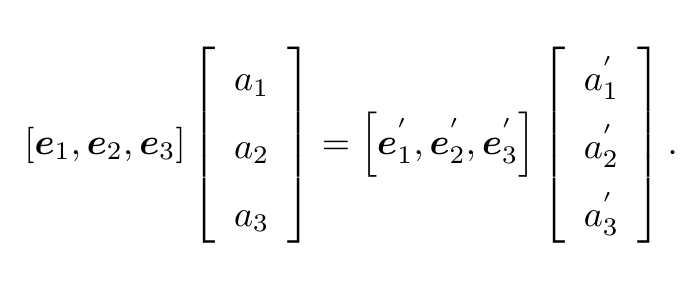 [e₁, e₂, e₃] [a₁ a₂ a₃] = [e₁′, e₂′, e₃′] [a₁′ a₂′ a₃′] .